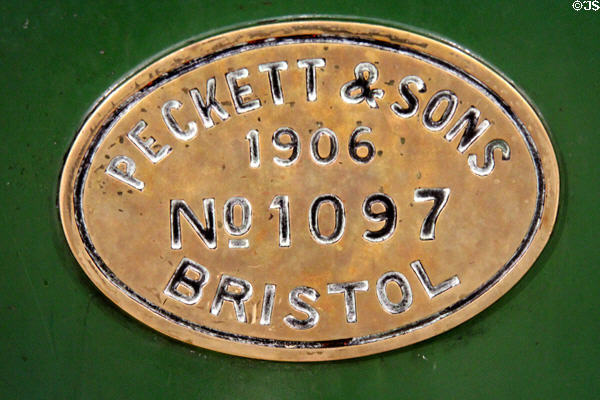 ©JS
PECKETT & SONS
1906
No 1097
BRISTOL